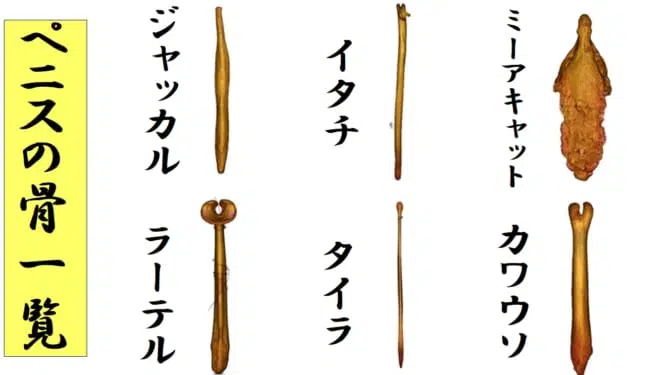 ペニスの骨一覧
ジャッカル
イタチ
ミーアキャット
ラーテル
タイラ
カワウソ